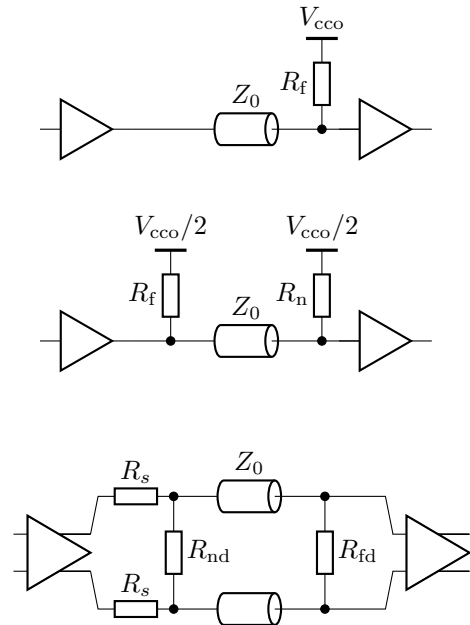 V_cco
R_f
Z_0
V_cco/2 V_cco/2
R_f Z_0 R_n
R_s Z_0
R_nd R_fd
R_s